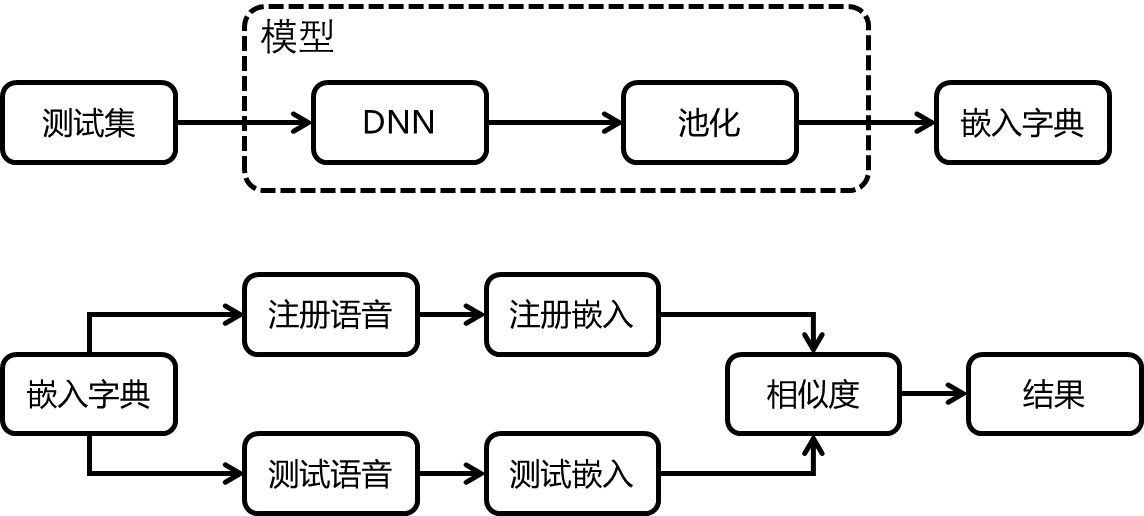 模型
测试集
DNN
池化
嵌入字典
注册语音
注册嵌入
嵌入字典
相似度
结果
测试语音
测试嵌入